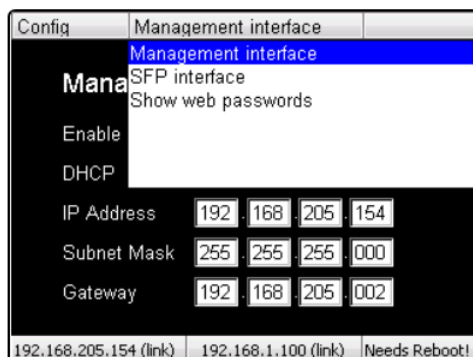 Config Management interface
Management interface
SFP interface
Mana
Show web passwords
Enable
DHCP
IP Address 192 . 168 . 205 . 154
Subnet Mask 255 . 255 . 255 . 000
Gateway 192 . 168 . 205 . 002
192.168.205.154 (link) 192.168.1.100 (link) Needs Reboot!